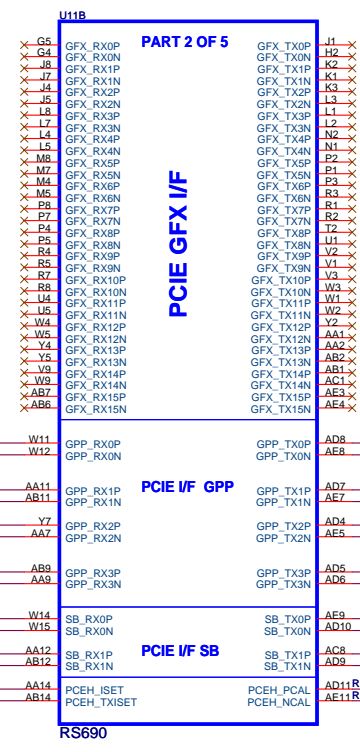 U11B
PART 2 OF 5
G5 GFX_RX0P GFX_TX0P J1
G4 GFX_RX0N GFX_TX0N H2
J8 GFX_RX1P GFX_TX1P K2
J7 GFX_RX1N GFX_TX1N K1
J4 GFX_RX2P GFX_TX2P K3
J5 GFX_RX2N GFX_TX2N L3
L8 GFX_RX3P GFX_TX3P L1
L7 GFX_RX3N GFX_TX3N L2
L4 GFX_RX4P GFX_TX4P N2
L5 GFX_RX4N GFX_TX4N N1
M8 GFX_RX5P GFX_TX5P P2
M7 GFX_RX5N GFX_TX5N P1
M4 GFX_RX6P GFX_TX6P P3
M5 GFX_RX6N GFX_TX6N R3
P8 GFX_RX7P GFX_TX7P R1
P7 GFX_RX7N GFX_TX7N R2
P4 GFX_RX8P GFX_TX8P T2
P5 GFX_RX8N GFX_TX8N U1
R4 GFX_RX9P GFX_TX9P V2
R5 GFX_RX9N GFX_TX9N V1
R7 GFX_RX10P GFX_TX10P V3
R8 GFX_RX10N GFX_TX10N W3
U4 GFX_RX11P GFX_TX11P W1
U5 GFX_RX11N GFX_TX11N W2
W4 GFX_RX12P GFX_TX12P Y2
W5 GFX_RX12N GFX_TX12N AA1
Y4 GFX_RX13P GFX_TX13P AA2
Y5 GFX_RX13N GFX_TX13N AB2
V9 GFX_RX14P GFX_TX14P AB1
W9 GFX_RX14N GFX_TX14N AC1
AB7 GFX_RX15P GFX_TX15P AE3
AB6 GFX_RX15N GFX_TX15N AE4
PCIE GFX I/F
W11 GPP_RX0P GPP_TX0P AD8
W12 GPP_RX0N GPP_TX0N AE8
PCIE I/F GPP
AA11 GPP_RX1P GPP_TX1P AD7
AB11 GPP_RX1N GPP_TX1N AE7
Y7 GPP_RX2P GPP_TX2P AD4
AA7 GPP_RX2N GPP_TX2N AE5
AB9 GPP_RX3P GPP_TX3P AD5
AA9 GPP_RX3N GPP_TX3N AD6
W14 SB_RX0P SB_TX0P AE9
W15 SB_RX0N SB_TX0N AD10
PCIE I/F SB
AA12 SB_RX1P SB_TX1P AC8
AB12 SB_RX1N SB_TX1N AD9
AA14 PCEH_ISET PCEH_PCAL AD11 R
AB14 PCEH_TXISET PCEH_NCAL AE11 R
RS690